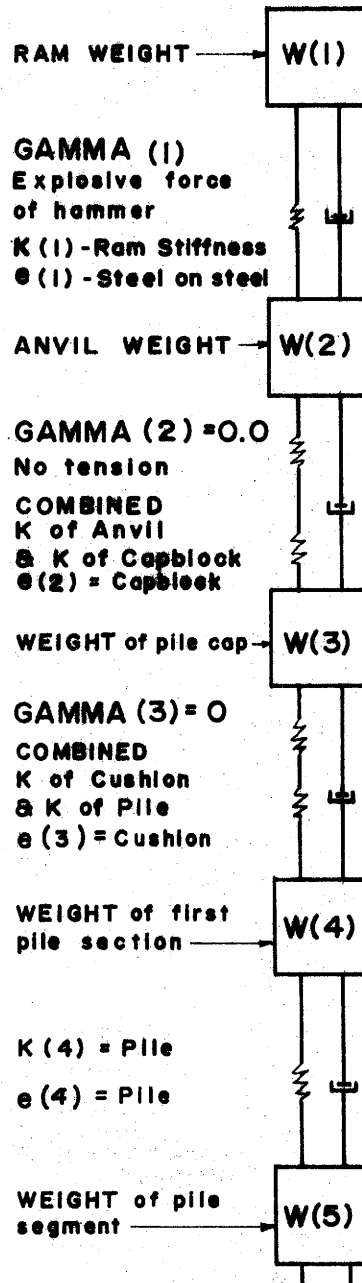 RAM WEIGHT
W(1)
GAMMA (1)
Explosive force
of hammer
K(1)-Ram Stiffness
e(1)-Steel on steel
ANVIL WEIGHT
W(2)
GAMMA (2) =0.0
No tension
COMBINED
K of Anvil
& K of Capblock
e(2) = Capblock
WEIGHT of pile cap
W(3)
GAMMA (3) = 0
COMBINED
K of Cushion
& K of Pile
e(3) = Cushion
WEIGHT of first
pile section
W(4)
K(4) = Pile
e(4) = Pile
WEIGHT of pile
segment
W(5)